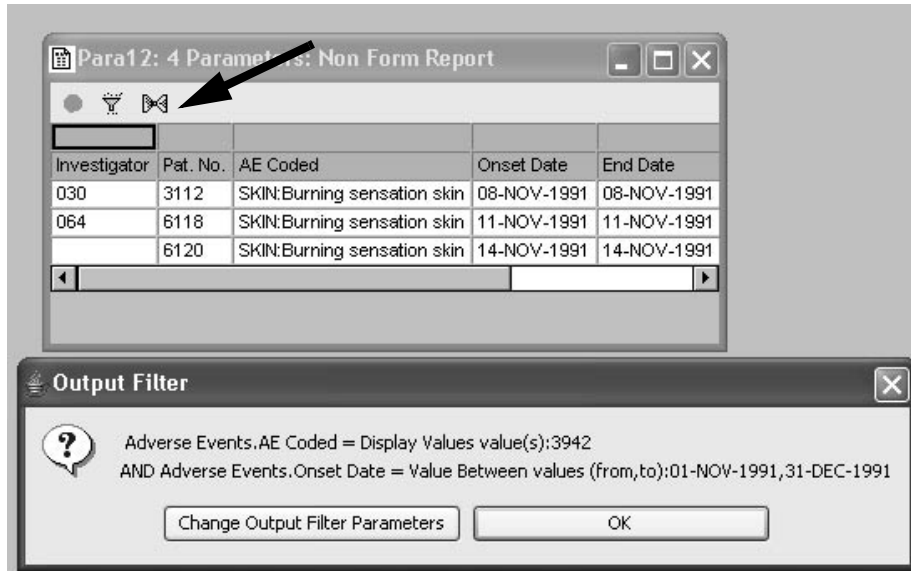 Para12: 4 Parameters: Non Form Report
Investigator Pat. No. AE Coded Onset Date End Date
030 3112 SKIN:Burning sensation skin 08-NOV-1991 08-NOV-1991
064 6118 SKIN:Burning sensation skin 11-NOV-1991 11-NOV-1991
6120 SKIN:Burning sensation skin 14-NOV-1991 14-NOV-1991
Output Filter
Adverse Events.AE Coded = Display Values value(s):3942
AND Adverse Events.Onset Date = Value Between values (from,to):01-NOV-1991,31-DEC-1991
Change Output Filter Parameters OK